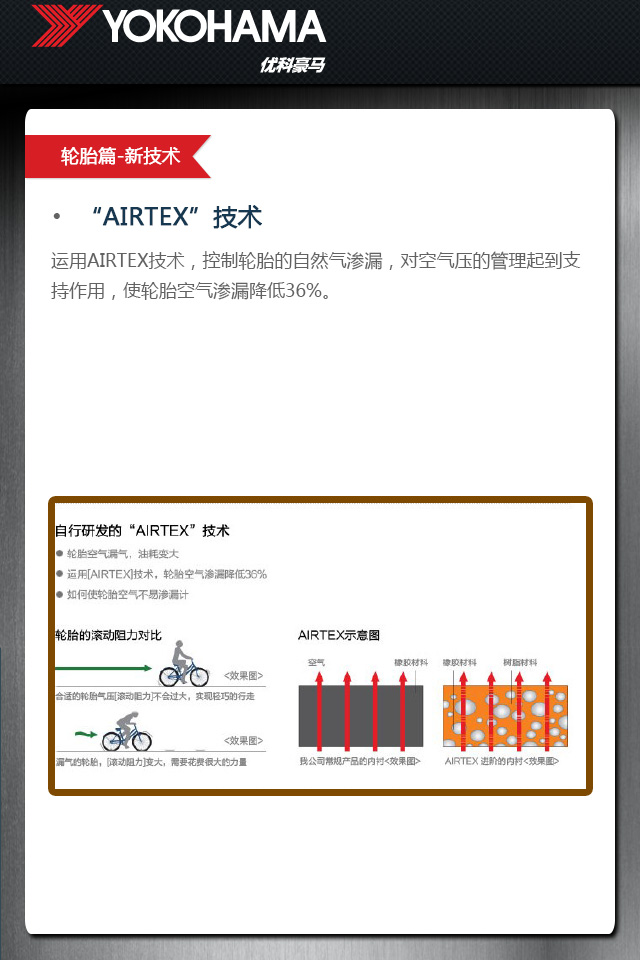 YOKOHAMA
优科豪马
轮胎篇-新技术
• “AIRTEX”技术
运用AIRTEX技术，控制轮胎的自然气渗漏，对空气压的管理起到支
持作用，使轮胎空气渗漏降低36%。
自行研发的“AIRTEX”技术
● 轮胎空气漏气，油耗变大
● 运用[AIRTEX]技术，轮胎空气渗漏降低36%
● 如何使轮胎空气不易渗漏计
轮胎的滚动阻力对比
<效果图>
合适的轮胎气压[滚动阻力]不会过大，实现轻巧的行走
<效果图>
漏气的轮胎，[滚动阻力]变大，需要花费很大的力量
AIRTEX示意图
空气 橡胶材料 橡胶材料 树脂材料
我公司常规产品的内衬<效果图> AIRTEX 进阶的内衬<效果图>